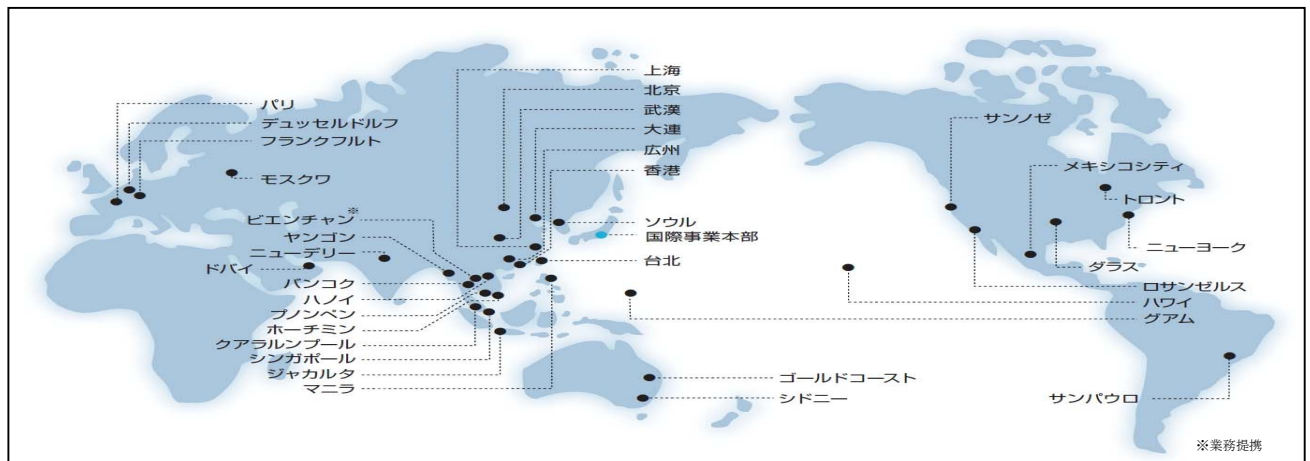 パリ
デュッセルドルフ
フランクフルト
モスクワ
ビエンチャン※
ヤンゴン
ニューデリー
ドバイ
バンコク
ハノイ
プノンペン
ホーチミン
クアラルンプール
シンガポール
ジャカルタ
マニラ
上海
北京
武漢
大連
広州
香港
ソウル
国際事業本部
台北
ゴールドコースト
シドニー
サンノゼ
メキシコシティ
トロント
ニューヨーク
ダラス
ロサンゼルス
ハワイ
グアム
サンパウロ
※業務提携